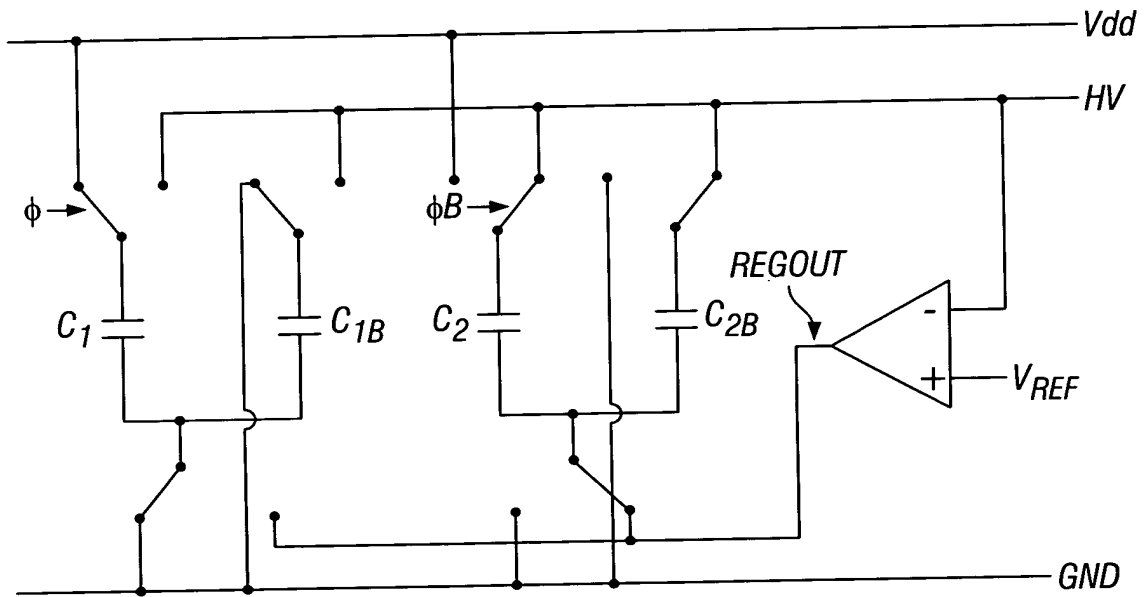 Vdd
HV
ϕ
ϕB
REGOUT
C1
C1B
C2
C2B
-
+
VREF
GND